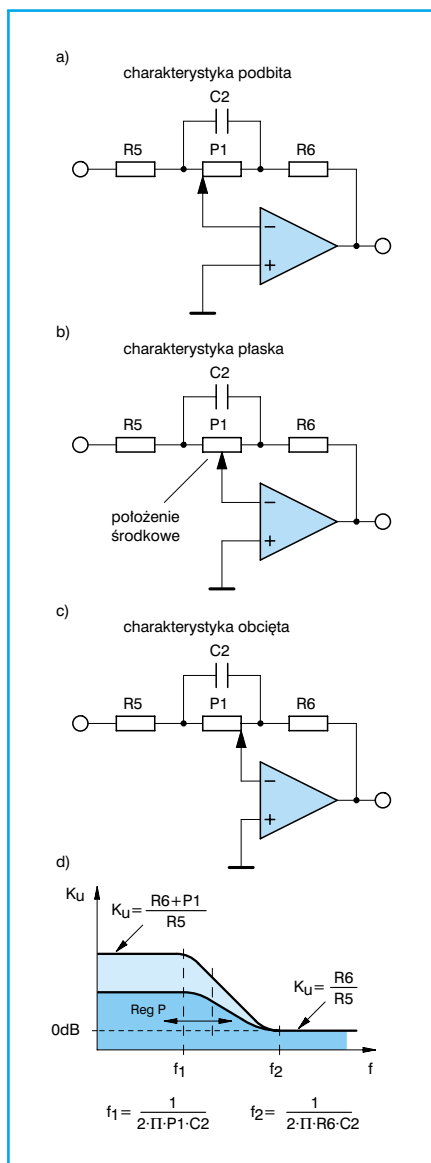 a)
charakterystyka podbita
C2
R5 P1 R6
−
+
b)
charakterystyka płaska
C2
R5 P1 R6
położenie
środkowe
−
+
c)
charakterystyka obcięta
C2
R5 P1 R6
−
+
d)
Ku
Ku = (R6+P1)/R5
Ku = R6/R5
Reg P
0dB
f1 f2 f
f1 = 1/(2·Π·P1·C2) f2 = 1/(2·Π·R6·C2)